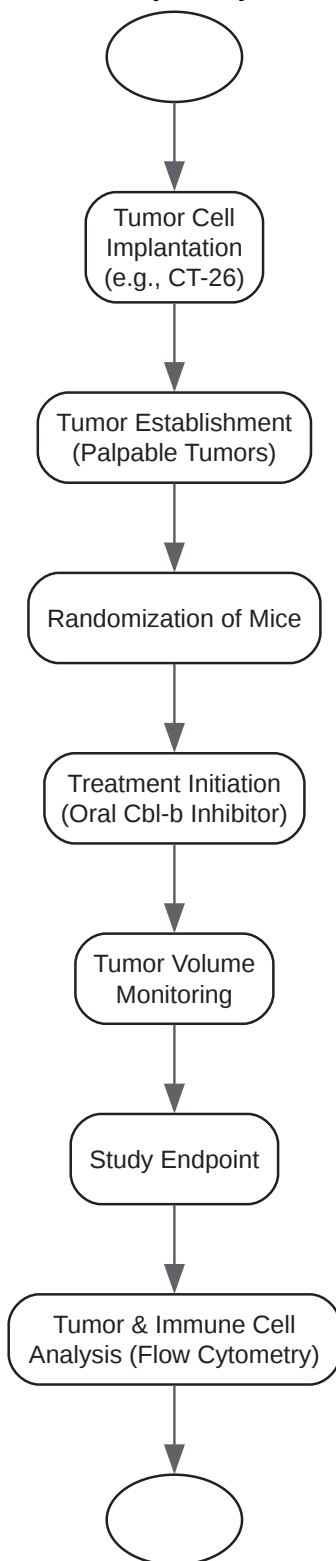 Tumor Cell
Implantation
(e.g., CT-26)
Tumor Establishment
(Palpable Tumors)
Randomization of Mice
Treatment Initiation
(Oral Cbl-b Inhibitor)
Tumor Volume
Monitoring
Study Endpoint
Tumor & Immune Cell
Analysis (Flow Cytometry)